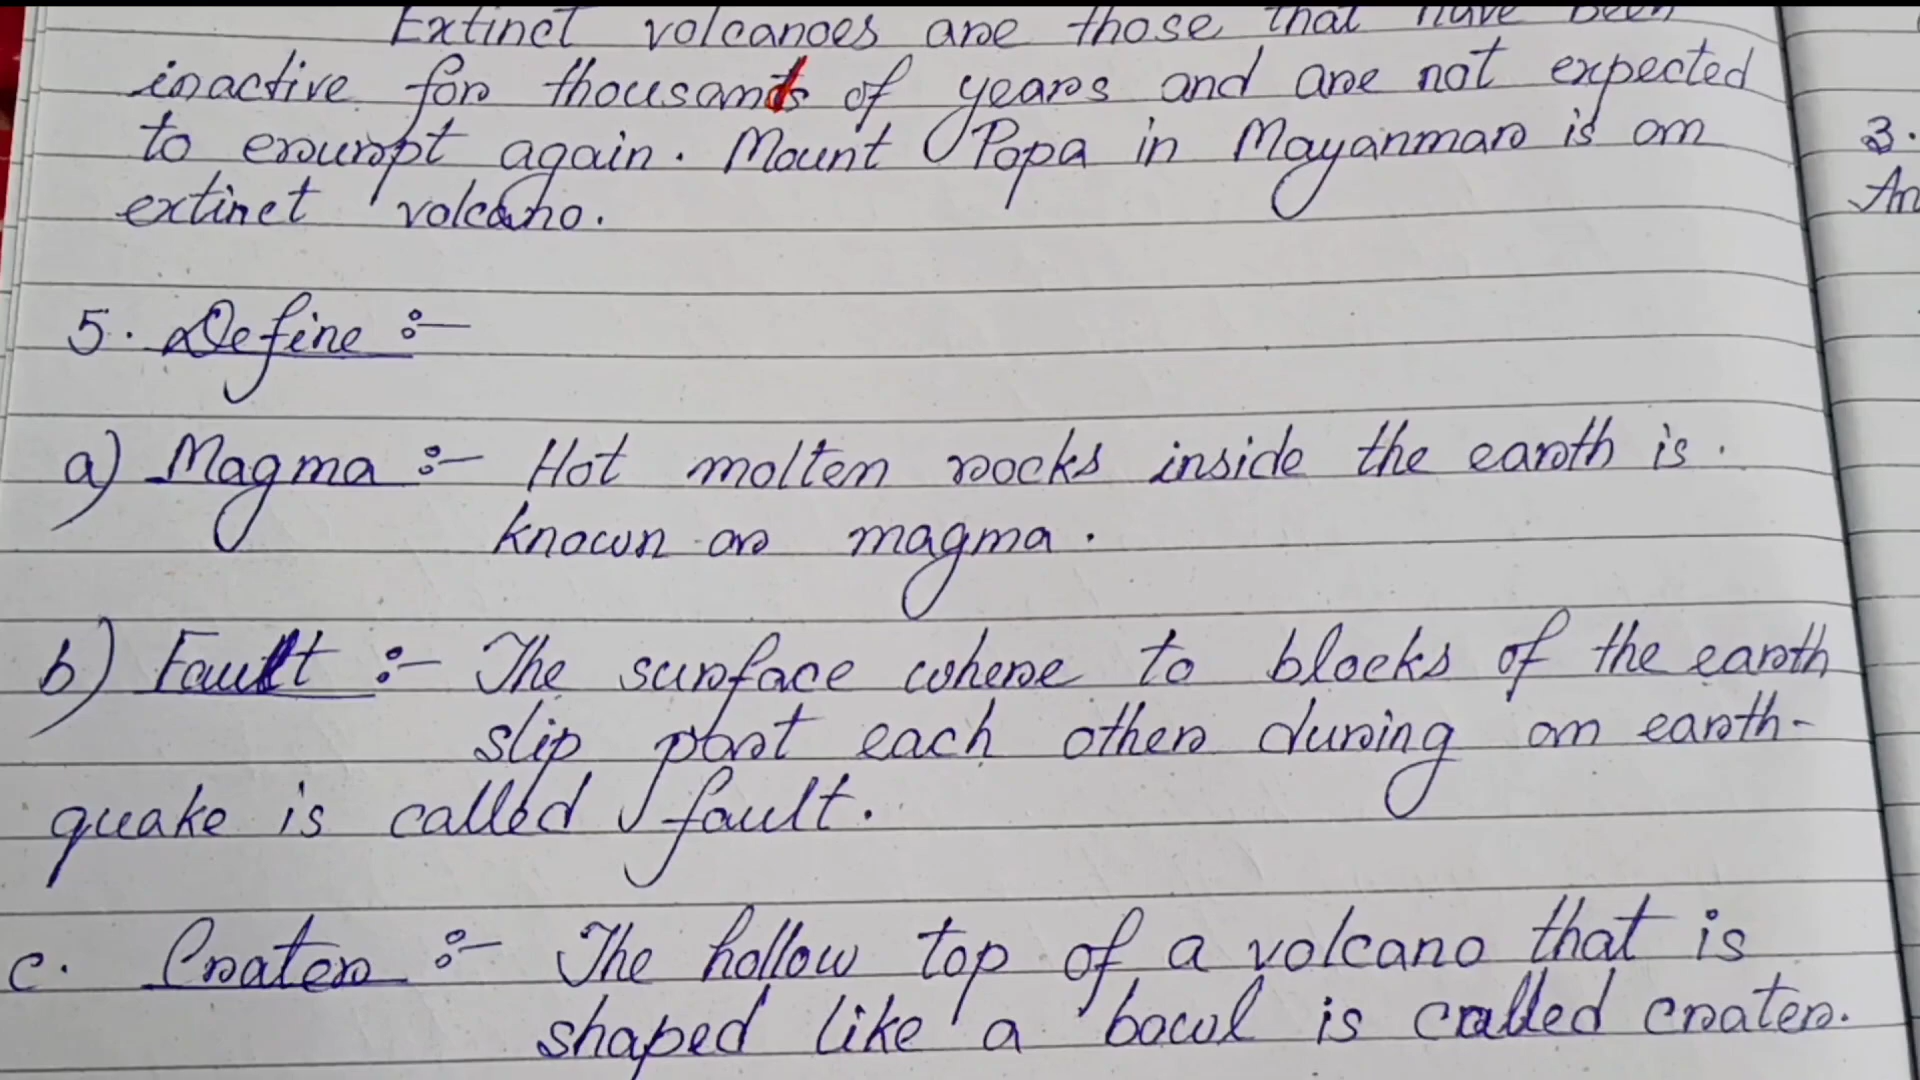 Extinct volcanoes are those that have been
inactive for thousands of years and are not expected
to erurpt again. Mount Popa in Mayanmar is an
extinct volcano.
5. Define :-
a) Magma :- Hot molten rocks inside the earth is
known as magma.
b) Fault :- The surface where to blocks of the earth
slip past each other during an earth-
quake is called fault.
c. Crater :- The hollow top of a volcano that is
shaped like a bowl is called crater.
3.
An